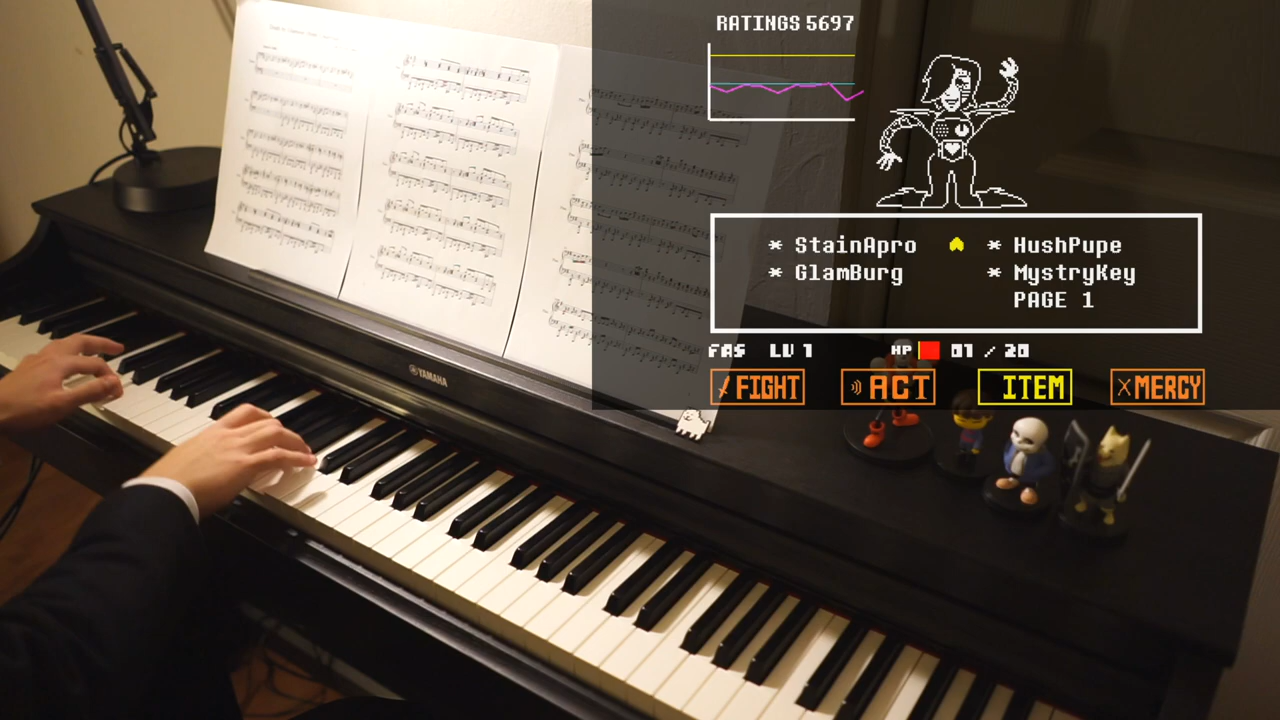 RATINGS 5697
* StainApro
* HushPupe
* GlamBurg
* MystryKey
PAGE 1
FAS LV 1 HP 01 / 20
FIGHT ACT ITEM MERCY
YAMAHA